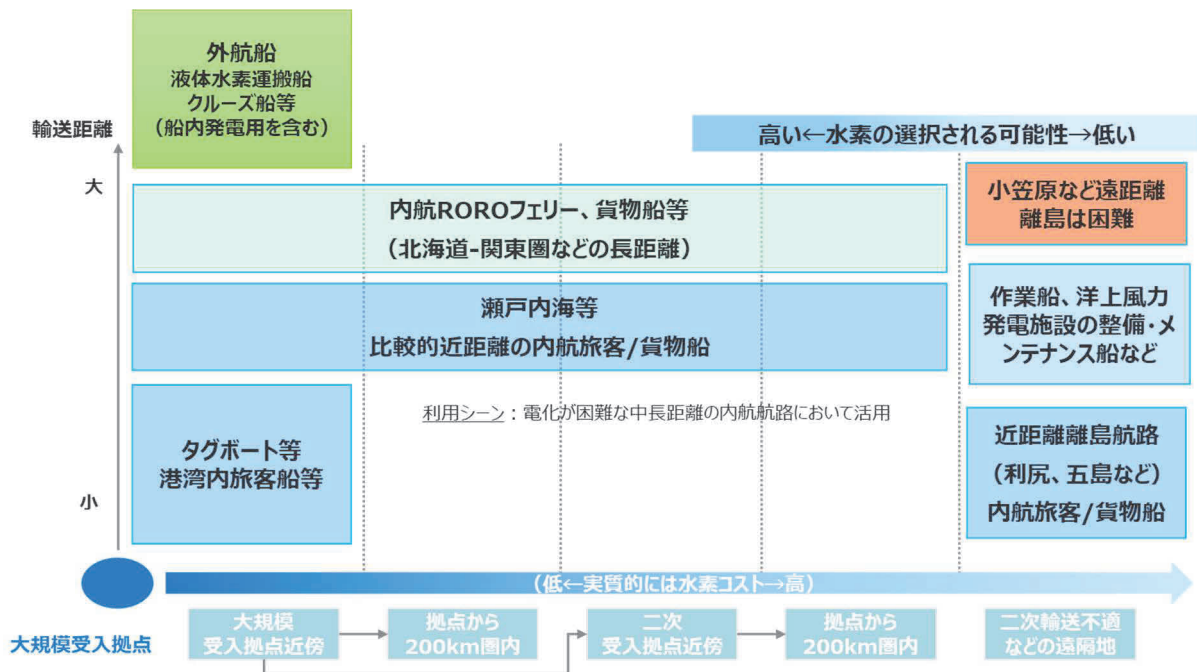 外航船
液体水素運搬船
クルーズ船等
（船内発電用を含む）
輸送距離
高い←水素の選択される可能性→低い
大
内航ROROフェリー、貨物船等
（北海道-関東圏などの長距離）
小笠原など遠距離
離島は困難
瀬戸内海等
比較的近距離の内航旅客/貨物船
作業船、洋上風力
発電施設の整備・メ
ンテナンス船など
利用シーン：電化が困難な中長距離の内航航路において活用
タグボート等
港湾内旅客船等
近距離離島航路
（利尻、五島など）
内航旅客/貨物船
小
（低←実質的には水素コスト→高）
大規模受入拠点
大規模
受入拠点近傍
拠点から
200km圏内
二次
受入拠点近傍
拠点から
200km圏内
二次輸送不適
などの遠隔地